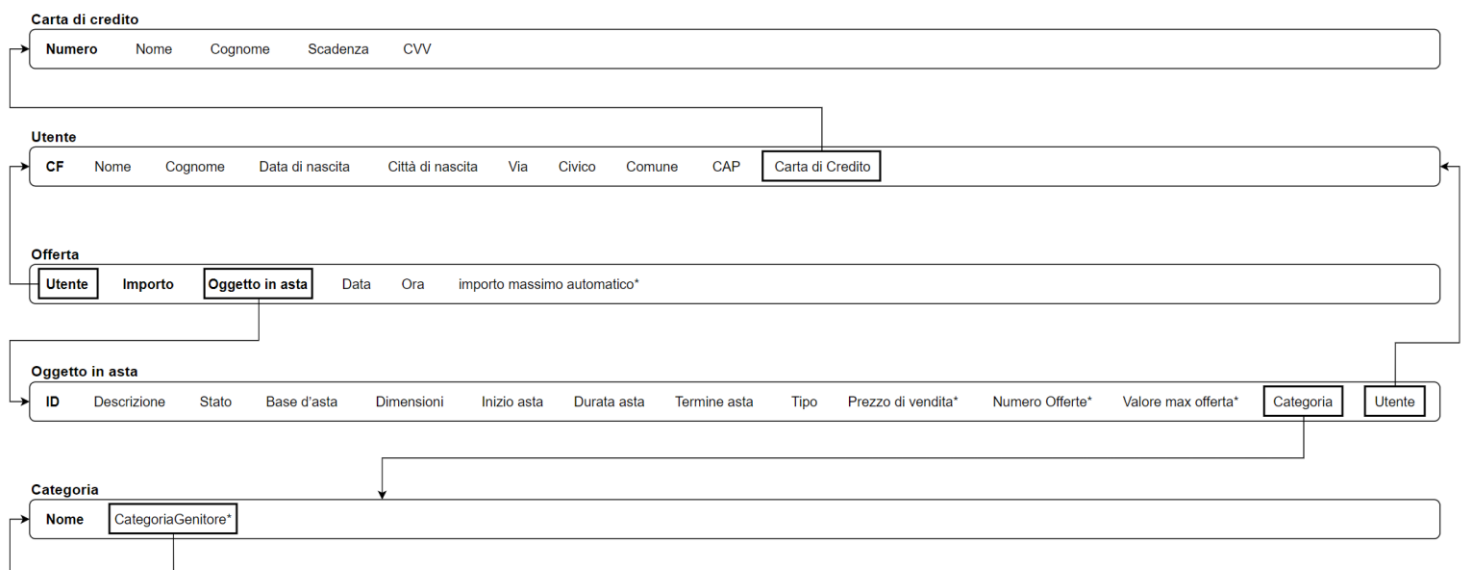 Carta di credito
Numero Nome Cognome Scadenza CVV
Utente
CF Nome Cognome Data di nascita Città di nascita Via Civico Comune CAP Carta di Credito
Offerta
Utente Importo Oggetto in asta Data Ora importo massimo automatico*
Oggetto in asta
ID Descrizione Stato Base d'asta Dimensioni Inizio asta Durata asta Termine asta Tipo Prezzo di vendita* Numero Offerte* Valore max offerta* Categoria Utente
Categoria
Nome CategoriaGenitore*